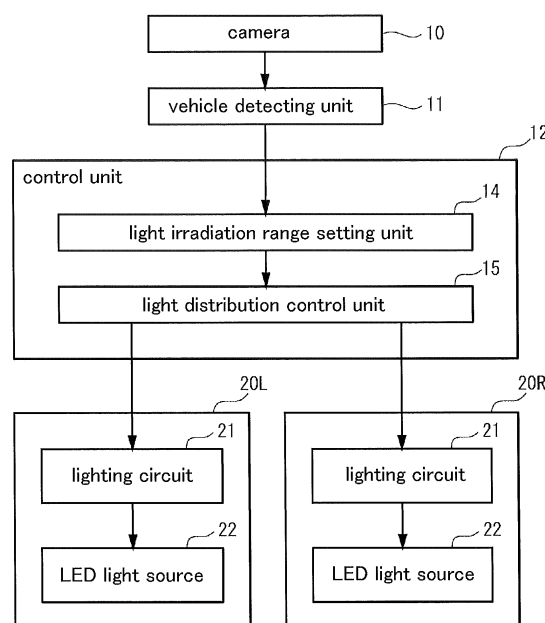 camera
10
vehicle detecting unit
11
12
control unit
14
light irradiation range setting unit
15
light distribution control unit
20L
20R
21
lighting circuit
21
lighting circuit
22
LED light source
22
LED light source